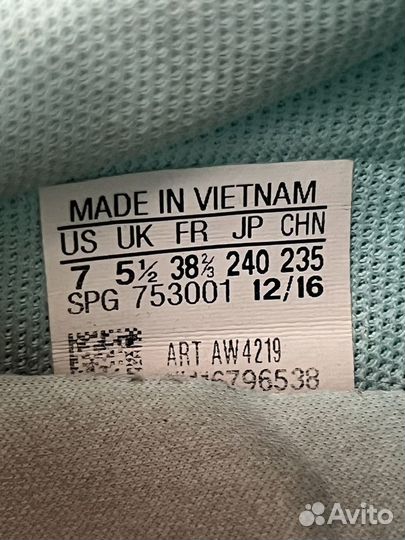 MADE IN VIETNAM
US UK FR JP CHN
7 5½ 38⅔ 240 235
SPG 753001 12/16
ART AW4219
6796538
Avito